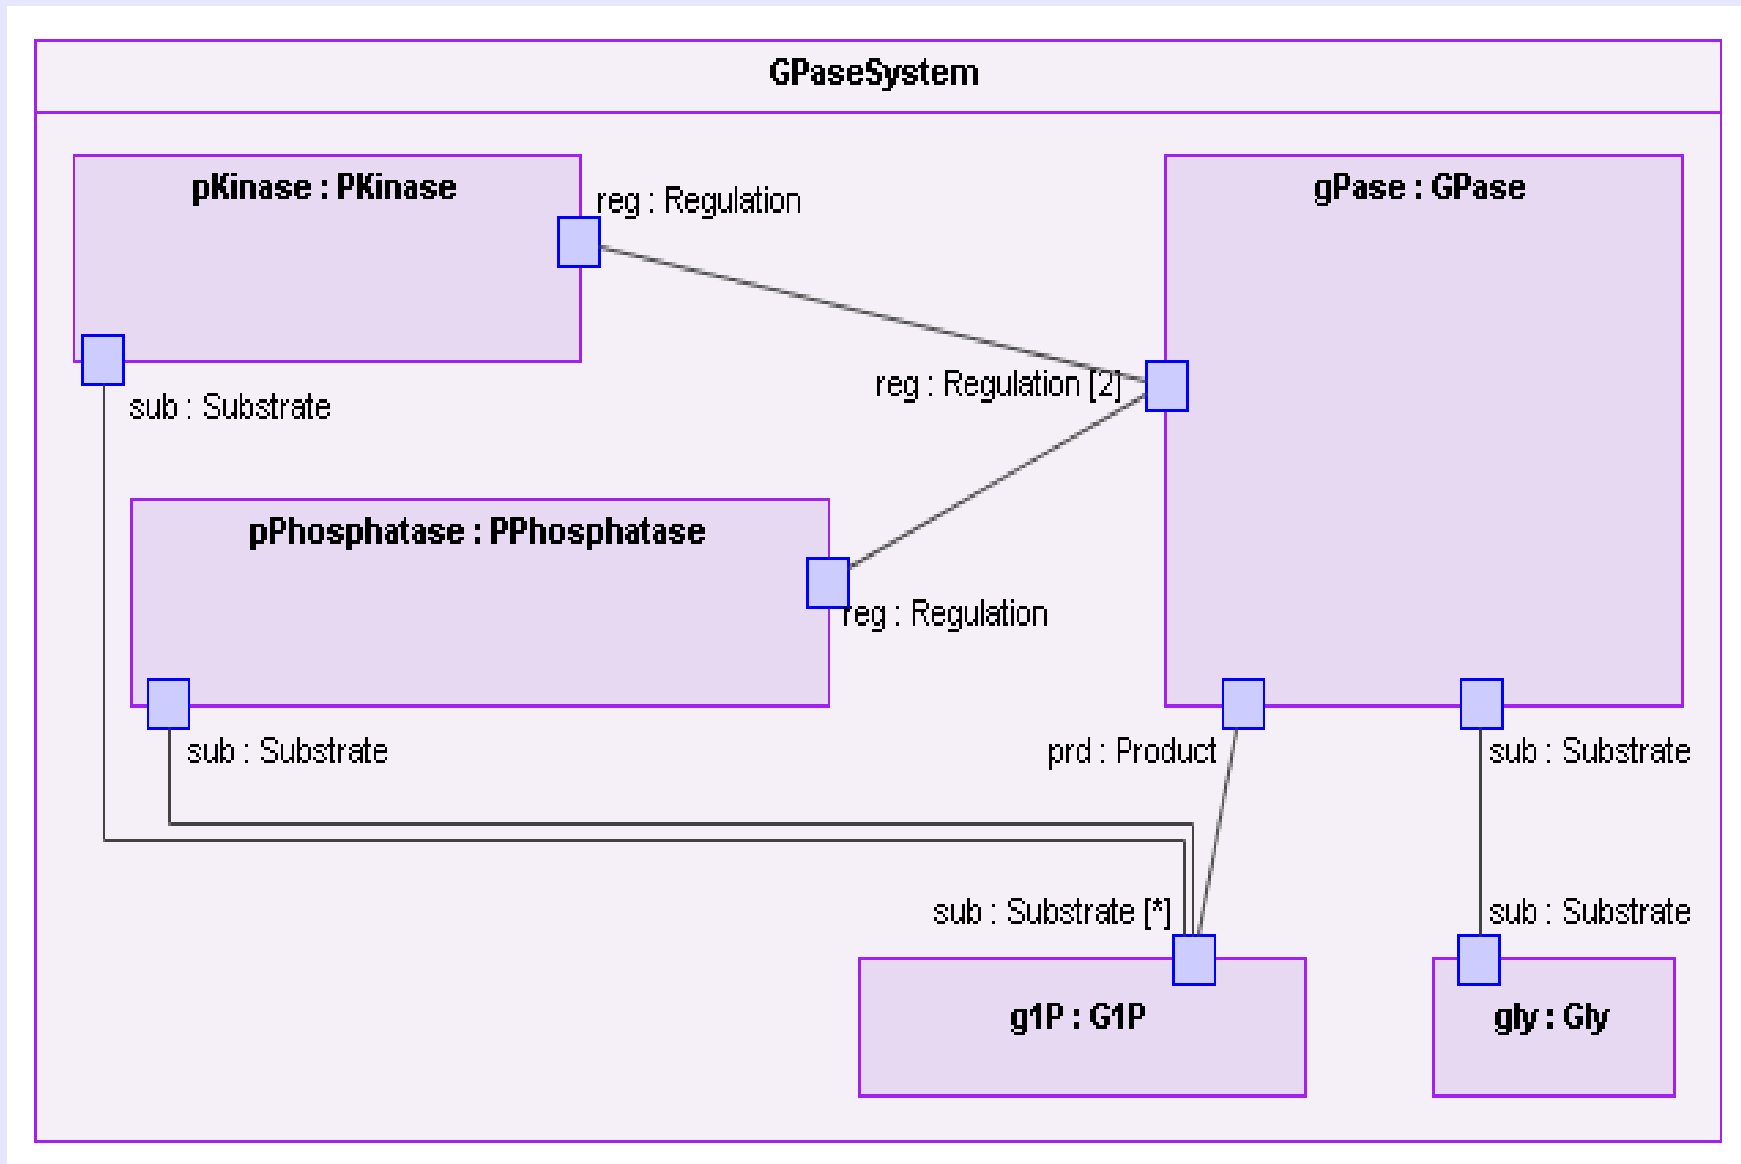 GPaseSystem
pKinase : PKinase
gPase : GPase
reg : Regulation
reg : Regulation [2]
sub : Substrate
pPhosphatase : PPhosphatase
reg : Regulation
sub : Substrate
prd : Product
sub : Substrate
sub : Substrate [*]
sub : Substrate
g1P : G1P
gly : Gly